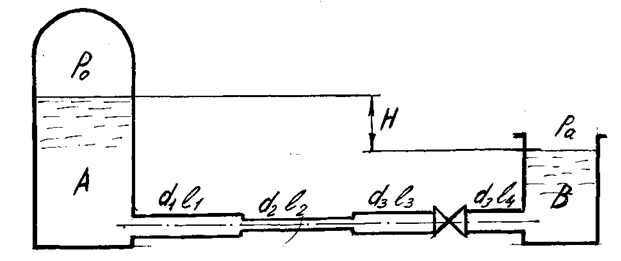 P₀
H
Pa
A
B
d₁ l₁
d₂ l₂
d₃ l₃
d₃ l₄